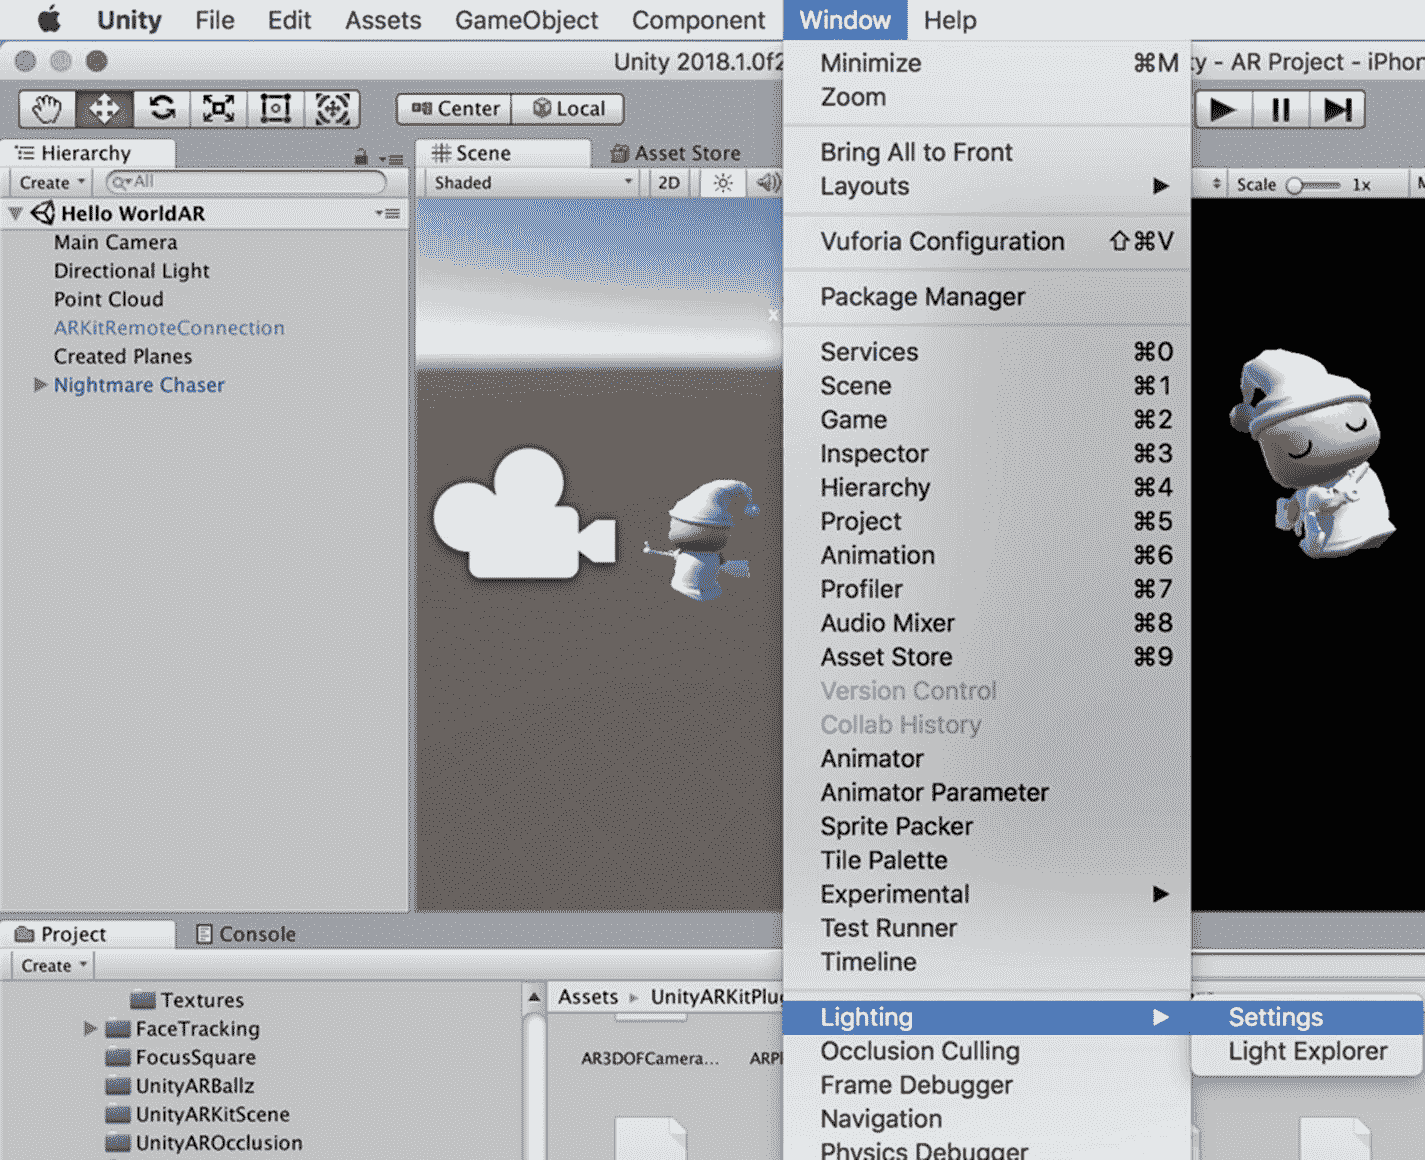 Unity File Edit Assets GameObject Component Window Help
Unity 2018.1.0f2
y - AR Project - iPhon
Center Local
Hierarchy
Create All
Hello WorldAR
Main Camera
Directional Light
Point Cloud
ARKitRemoteConnection
Created Planes
Nightmare Chaser
Scene Asset Store
Shaded 2D
x
Minimize ⌘M
Zoom
Bring All to Front
Layouts
Vuforia Configuration ⇧⌘V
Package Manager
Services ⌘0
Scene ⌘1
Game ⌘2
Inspector ⌘3
Hierarchy ⌘4
Project ⌘5
Animation ⌘6
Profiler ⌘7
Audio Mixer ⌘8
Asset Store ⌘9
Version Control
Collab History
Animator
Animator Parameter
Sprite Packer
Tile Palette
Experimental
Test Runner
Timeline
Lighting
Occlusion Culling
Frame Debugger
Navigation
Physics Debugger
Settings
Light Explorer
Scale 1x M
Project Console
Create
Textures
FaceTracking
FocusSquare
UnityARBallz
UnityARKitScene
UnityAROcclusion
Assets UnityARKitPlu
AR3DOFCamera... ARPl